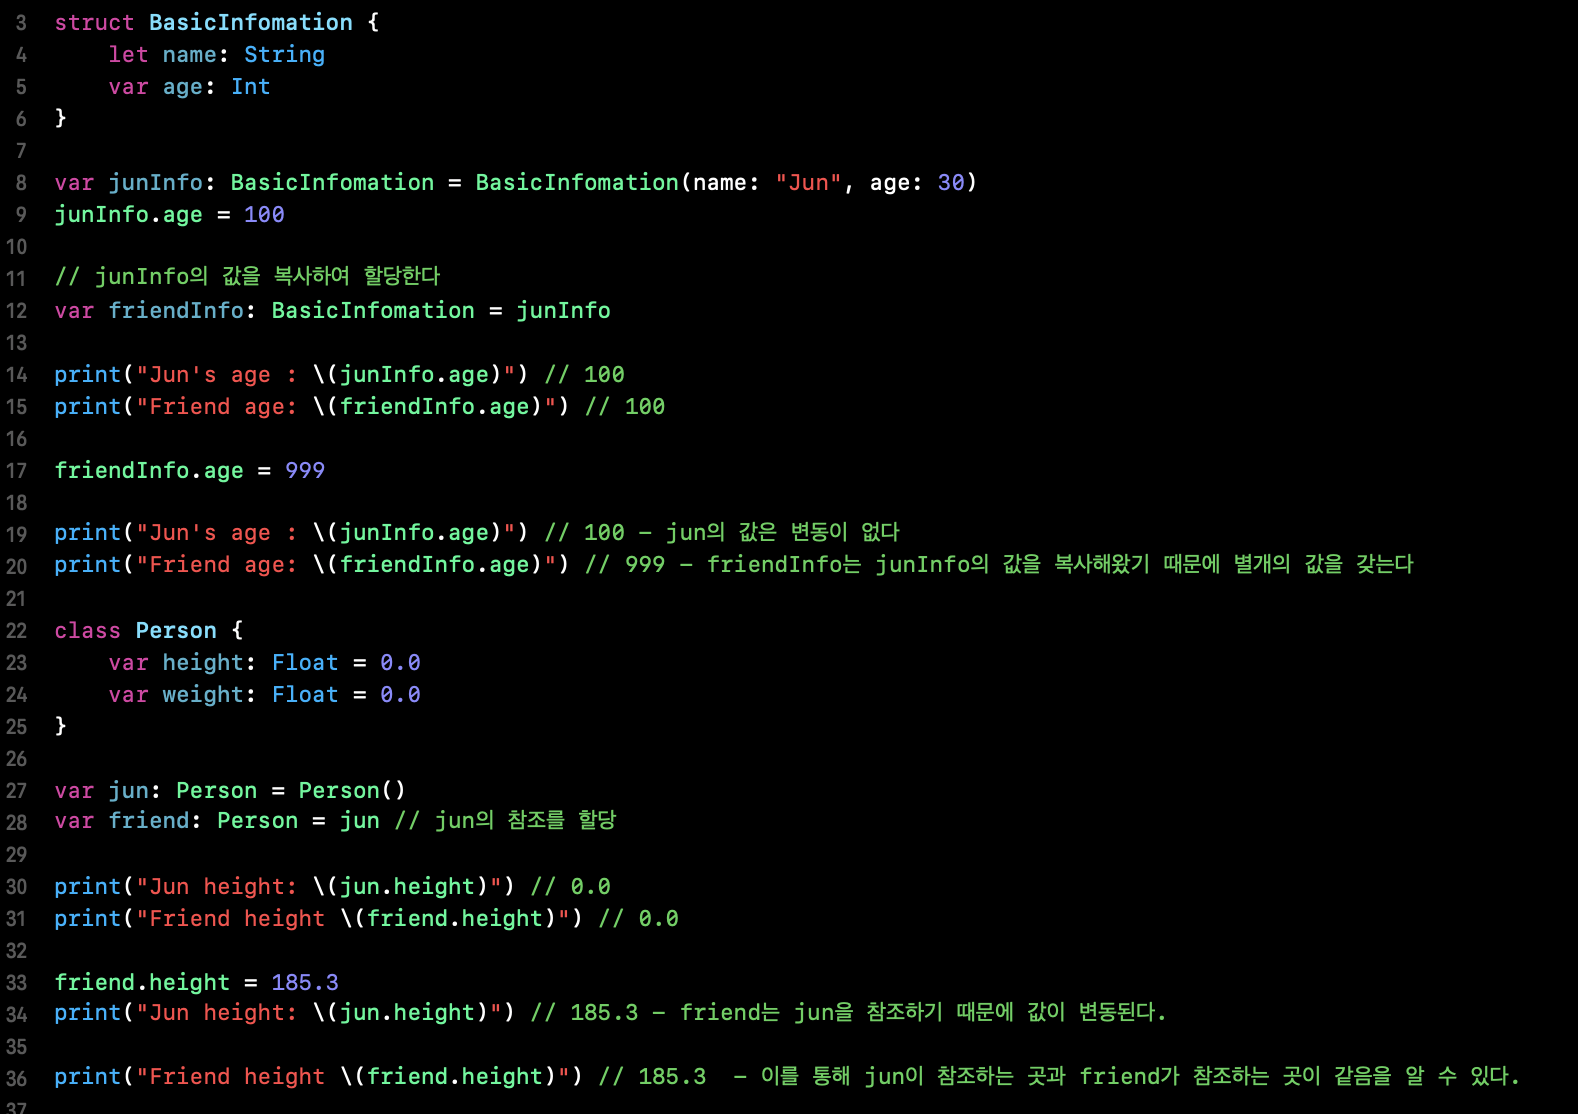 3 struct BasicInfomation {
4     let name: String
5     var age: Int
6 }
7
8 var junInfo: BasicInfomation = BasicInfomation(name: "Jun", age: 30)
9 junInfo.age = 100
10
11 // junInfo의 값을 복사하여 할당한다
12 var friendInfo: BasicInfomation = junInfo
13
14 print("Jun's age : \(junInfo.age)") // 100
15 print("Friend age: \(friendInfo.age)") // 100
16
17 friendInfo.age = 999
18
19 print("Jun's age : \(junInfo.age)") // 100 - jun의 값은 변동이 없다
20 print("Friend age: \(friendInfo.age)") // 999 - friendInfo는 junInfo의 값을 복사해왔기 때문에 별개의 값을 갖는다
21
22 class Person {
23     var height: Float = 0.0
24     var weight: Float = 0.0
25 }
26
27 var jun: Person = Person()
28 var friend: Person = jun // jun의 참조를 할당
29
30 print("Jun height: \(jun.height)") // 0.0
31 print("Friend height \(friend.height)") // 0.0
32
33 friend.height = 185.3
34 print("Jun height: \(jun.height)") // 185.3 - friend는 jun을 참조하기 때문에 값이 변동된다.
35
36 print("Friend height \(friend.height)") // 185.3  - 이를 통해 jun이 참조하는 곳과 friend가 참조하는 곳이 같음을 알 수 있다.
37